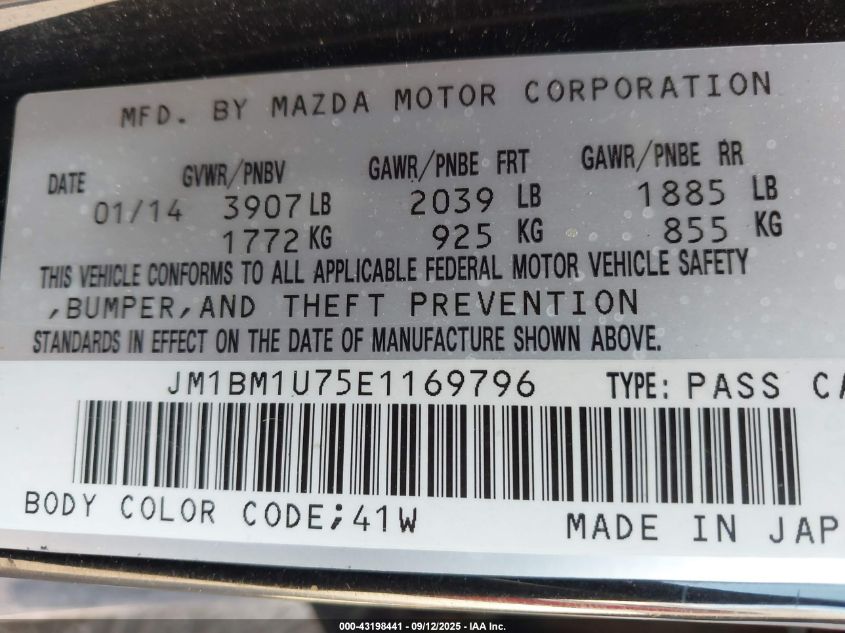 MFD. BY MAZDA MOTOR CORPORATION
DATE GVWR/PNBV GAWR/PNBE FRT GAWR/PNBE RR
01/14 3907 LB 2039 LB 1885 LB
1772 KG 925 KG 855 KG
THIS VEHICLE CONFORMS TO ALL APPLICABLE FEDERAL MOTOR VEHICLE SAFETY
,BUMPER,AND THEFT PREVENTION
STANDARDS IN EFFECT ON THE DATE OF MANUFACTURE SHOWN ABOVE.
JM1BM1U75E1169796 TYPE: PASS CA
BODY COLOR CODE;41W MADE IN JAP
000-43198441 - 09/12/2025 - IAA Inc.